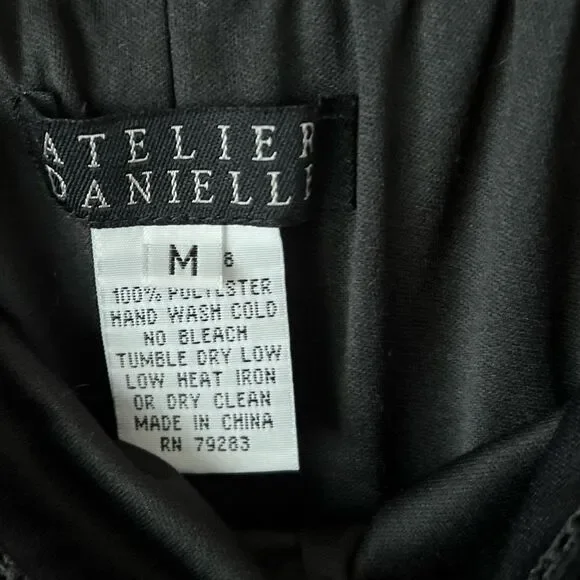 ATELIER
DANIELLE
M 8
100% POLYESTER
HAND WASH COLD
NO BLEACH
TUMBLE DRY LOW
LOW HEAT IRON
OR DRY CLEAN
MADE IN CHINA
RN 79283